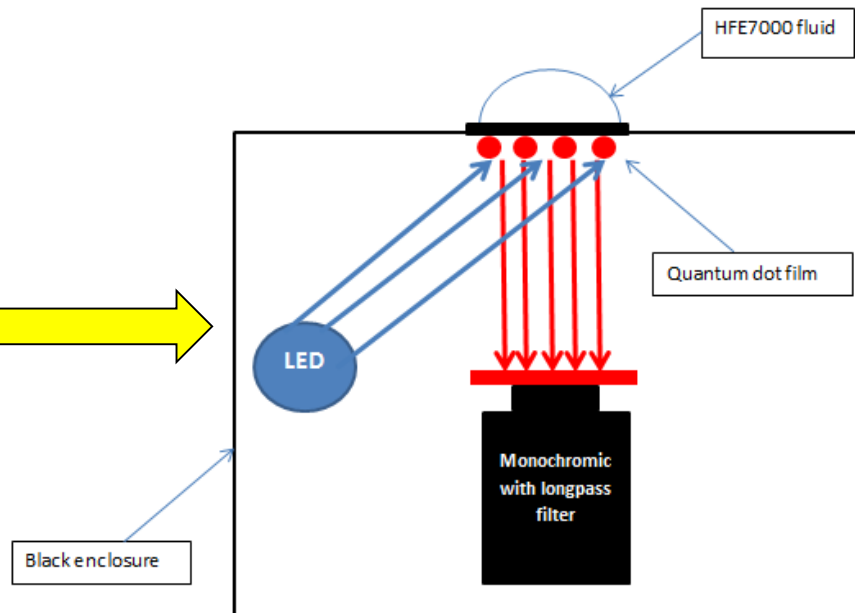 HFE7000 fluid
Quantum dot film
LED
Monochromic
with longpass
filter
Black enclosure